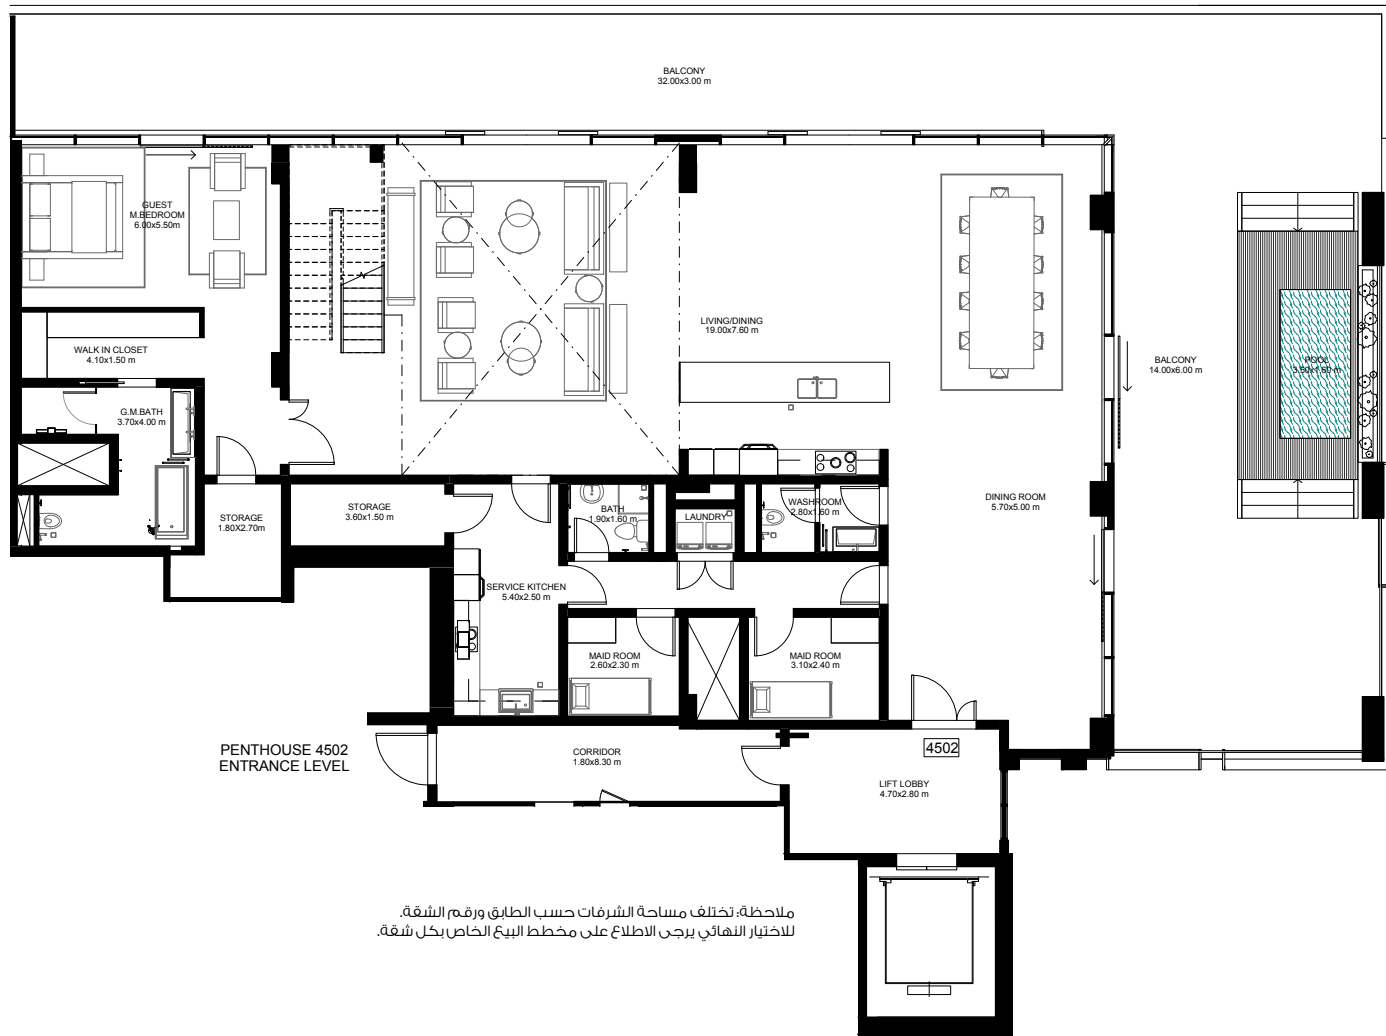 BALCONY
32.00x3.00 m
GUEST
M.BEDROOM
6.00x5.50m
LIVING/DINING
19.00x7.60 m
WALK IN CLOSET
4.10x1.50 m
BALCONY
14.00x6.00 m
POOL
3.50x1.60 m
G.M.BATH
3.70x4.00 m
DINING ROOM
5.70x5.00 m
STORAGE
1.80X2.70m
STORAGE
3.60x1.50 m
BATH
1.90x1.60 m
LAUNDRY
WASHROOM
2.80x1.60 m
SERVICE KITCHEN
5.40x2.50 m
MAID ROOM
2.60x2.30 m
MAID ROOM
3.10x2.40 m
PENTHOUSE 4502
ENTRANCE LEVEL
CORRIDOR
1.80x8.30 m
4502
LIFT LOBBY
4.70x2.80 m
ملاحظة: تختلف مساحة الشرفات حسب الطابق ورقم الشقة.
للاختيار النهائي يرجى الاطلاع على مخطط البيع الخاص بكل شقة.